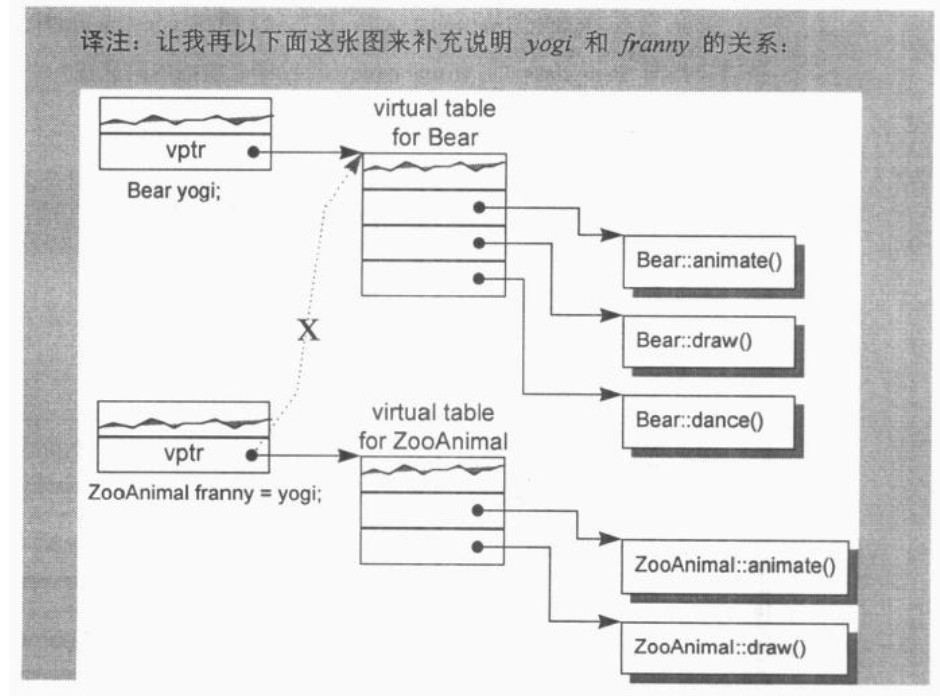 译注：让我再以下面这张图来补充说明 yogi 和 franny 的关系：
virtual table
for Bear
vptr
Bear yogi;
Bear::animate()
Bear::draw()
Bear::dance()
X
virtual table
for ZooAnimal
vptr
ZooAnimal franny = yogi;
ZooAnimal::animate()
ZooAnimal::draw()